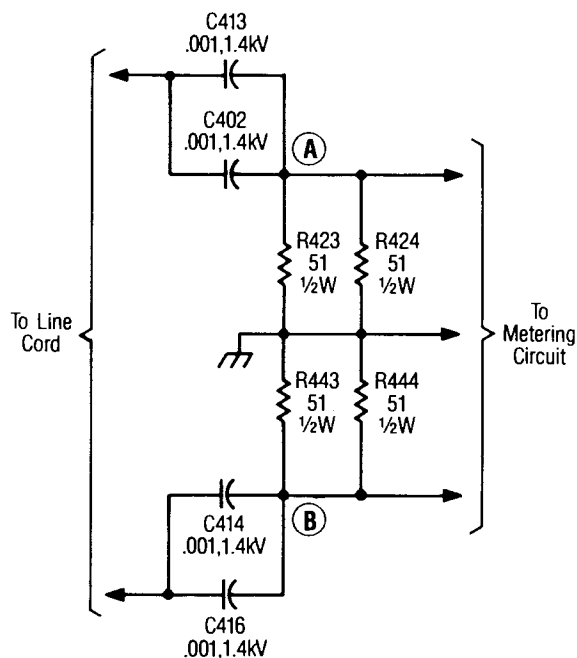 C413
.001,1.4kV
C402
.001,1.4kV
A
R423
51
½W
R424
51
½W
To Line
Cord
To
Metering
Circuit
R443
51
½W
R444
51
½W
B
C414
.001,1.4kV
C416
.001,1.4kV